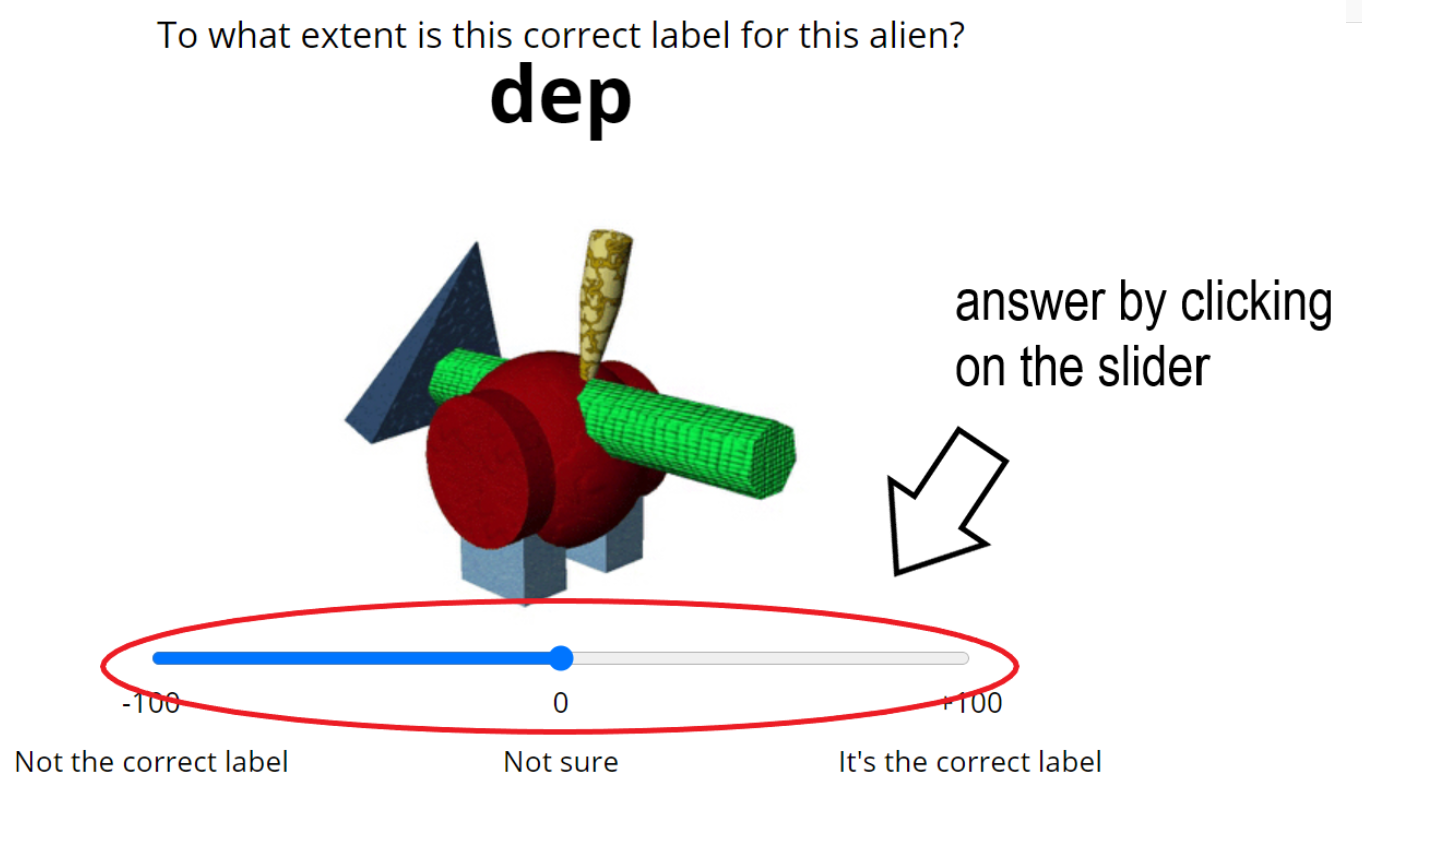 To what extent is this correct label for this alien?
dep
answer by clicking
on the slider
-100 0 +100
Not the correct label Not sure It's the correct label